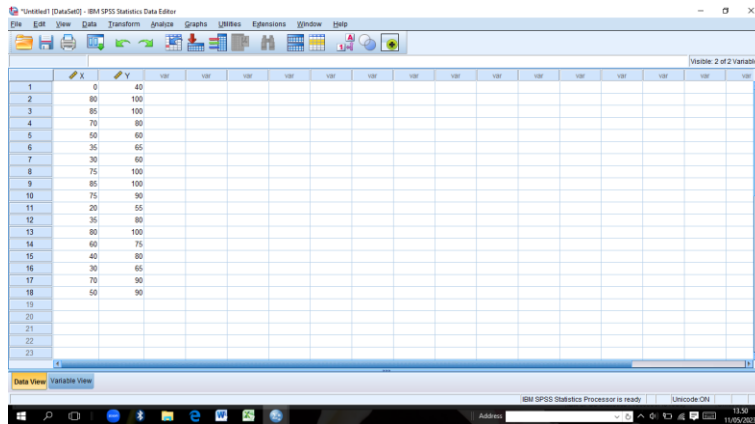 *Untitled1 [DataSet0] - IBM SPSS Statistics Data Editor
File Edit View Data Transform Analyze Graphs Utilities Extensions Window Help
Visible: 2 of 2 Variable
X Y var var var var var var var var var var var var var var
1 0 40
2 80 100
3 85 100
4 70 80
5 50 60
6 35 65
7 30 60
8 75 100
9 85 100
10 75 90
11 20 55
12 35 80
13 80 100
14 60 75
15 40 80
16 30 65
17 70 90
18 50 90
19
20
21
22
23
Data View Variable View
IBM SPSS Statistics Processor is ready Unicode:ON
Address
13.50
11/05/202